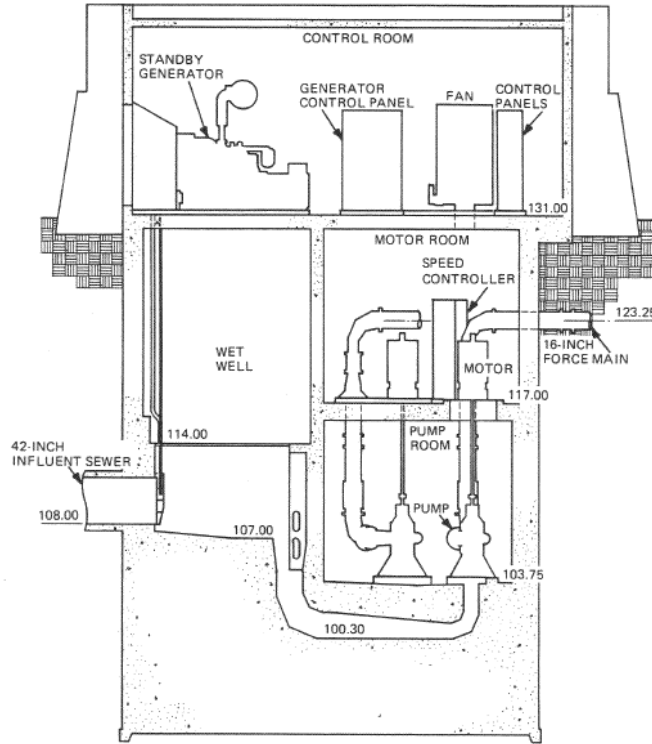 CONTROL ROOM
STANDBY
GENERATOR
GENERATOR
CONTROL PANEL
FAN
CONTROL
PANELS
131.00
MOTOR ROOM
SPEED
CONTROLLER
123.25
16-INCH
FORCE MAIN
WET
WELL
MOTOR
117.00
PUMP
ROOM
114.00
42-INCH
INFLUENT SEWER
108.00
107.00
PUMP
103.75
100.30